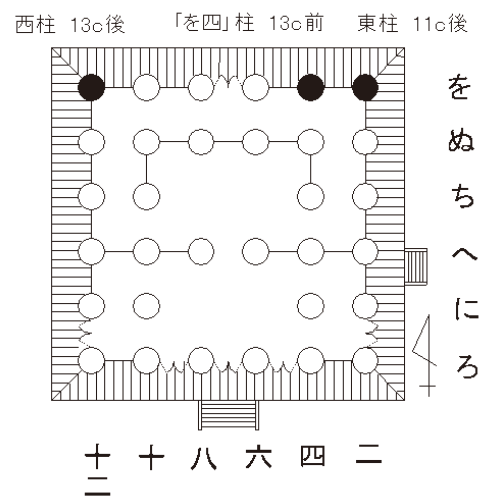 西柱 13c後 「を四」柱 13c前 東柱 11c後
を
ぬ
ち
へ
に
ろ
十二 十 八 六 四 二